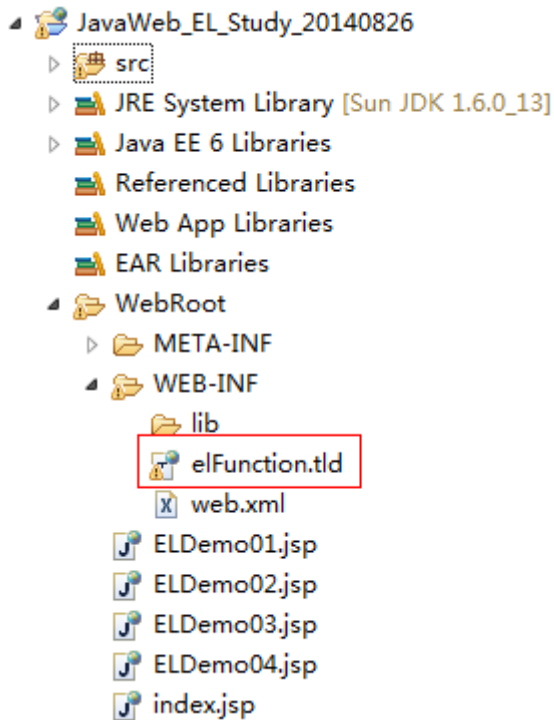 JavaWeb_EL_Study_20140826
src
JRE System Library [Sun JDK 1.6.0_13]
Java EE 6 Libraries
Referenced Libraries
Web App Libraries
EAR Libraries
WebRoot
META-INF
WEB-INF
lib
elFunction.tld
web.xml
ELDemo01.jsp
ELDemo02.jsp
ELDemo03.jsp
ELDemo04.jsp
index.jsp